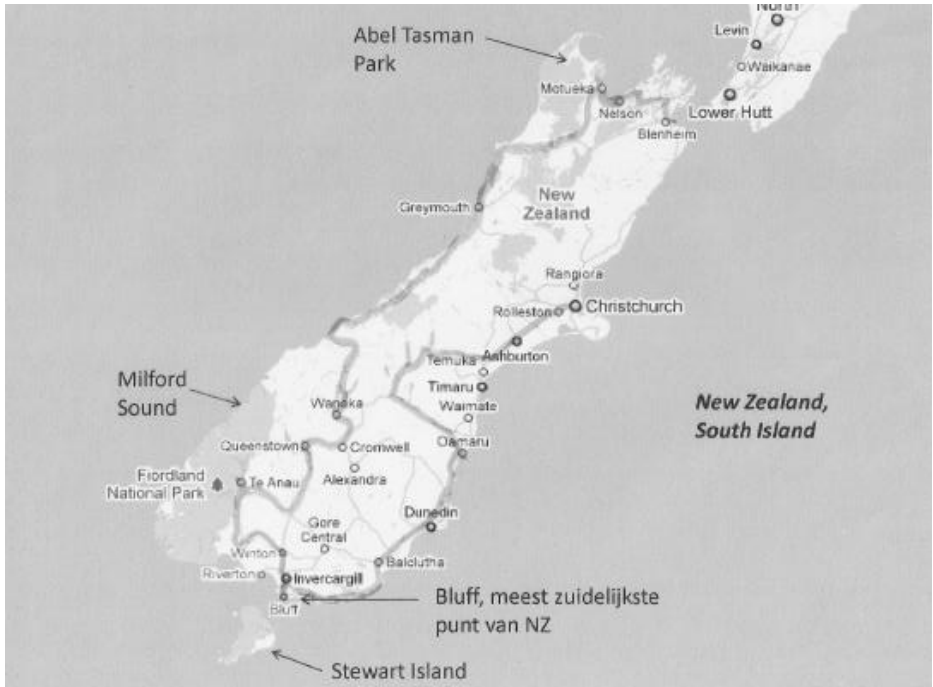 North
Levin
Waikanae
Lower Hutt
Abel Tasman
Park
Motueka
Nelson
Blenheim
Greymouth
New
Zealand
Rangiora
Christchurch
Rolleston
Ashburton
Temuka
Timaru
Waimate
Oamaru
Milford
Sound
Wanaka
New Zealand,
South Island
Queenstown
Cromwell
Alexandra
Fiordland
National Park
Te Anau
Dunedin
Gore
Central
Winton
Balclutha
Riverton
Invercargill
Bluff
Bluff, meest zuidelijkste
punt van NZ
Stewart Island